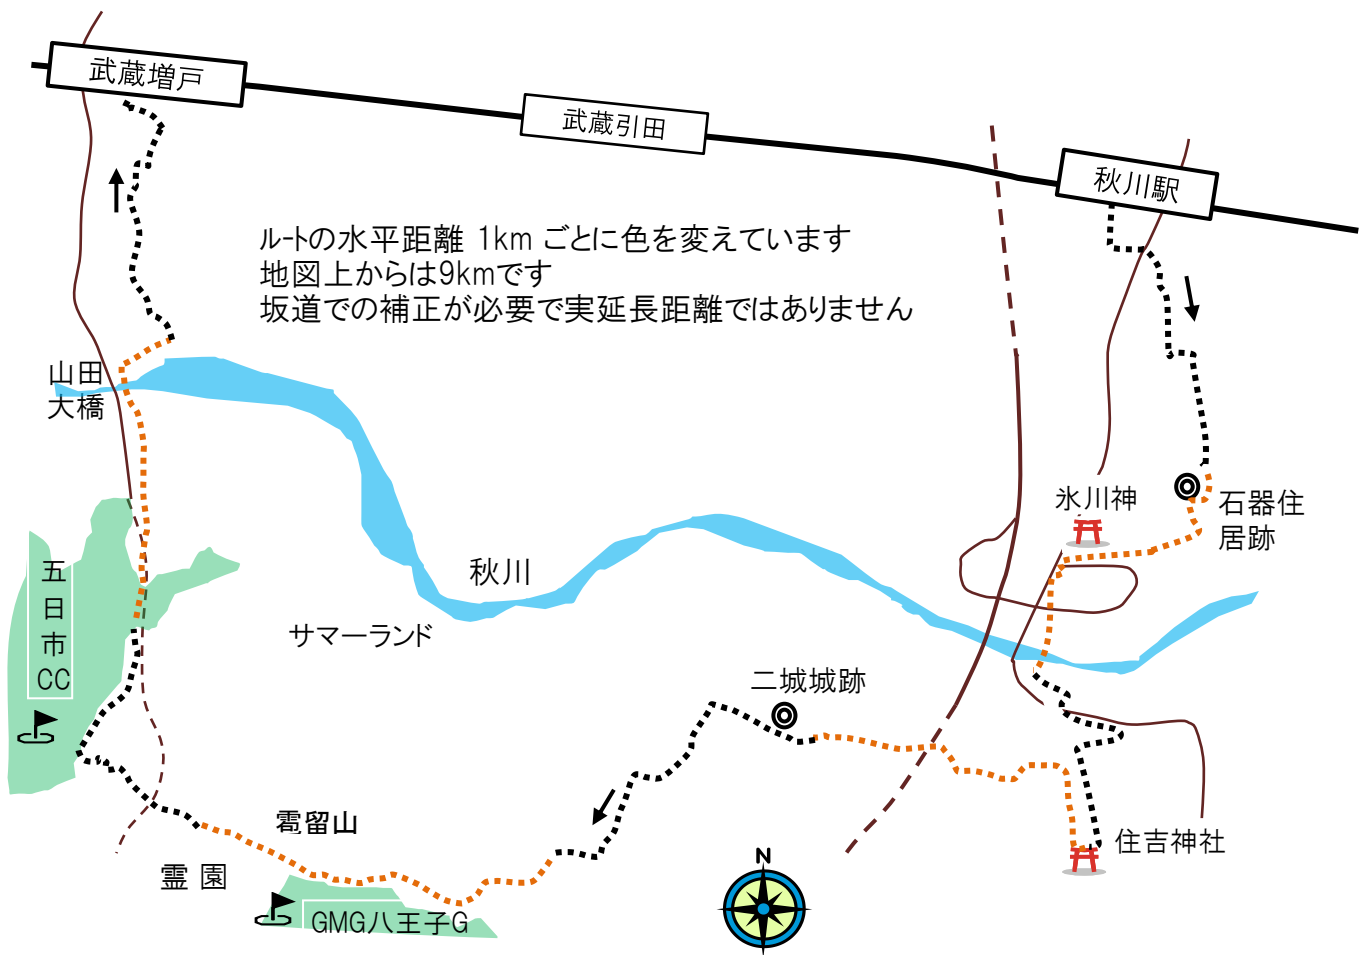 武蔵増戸
武蔵引田
秋川駅
ルートの水平距離 1km ごとに色を変えています
地図上からは9kmです
坂道での補正が必要で実延長距離ではありません
山田
大橋
氷川神
石器住
居跡
五
日
市
CC
秋川
サマーランド
二城城跡
雹留山
住吉神社
霊 園
GMG八王子G
N